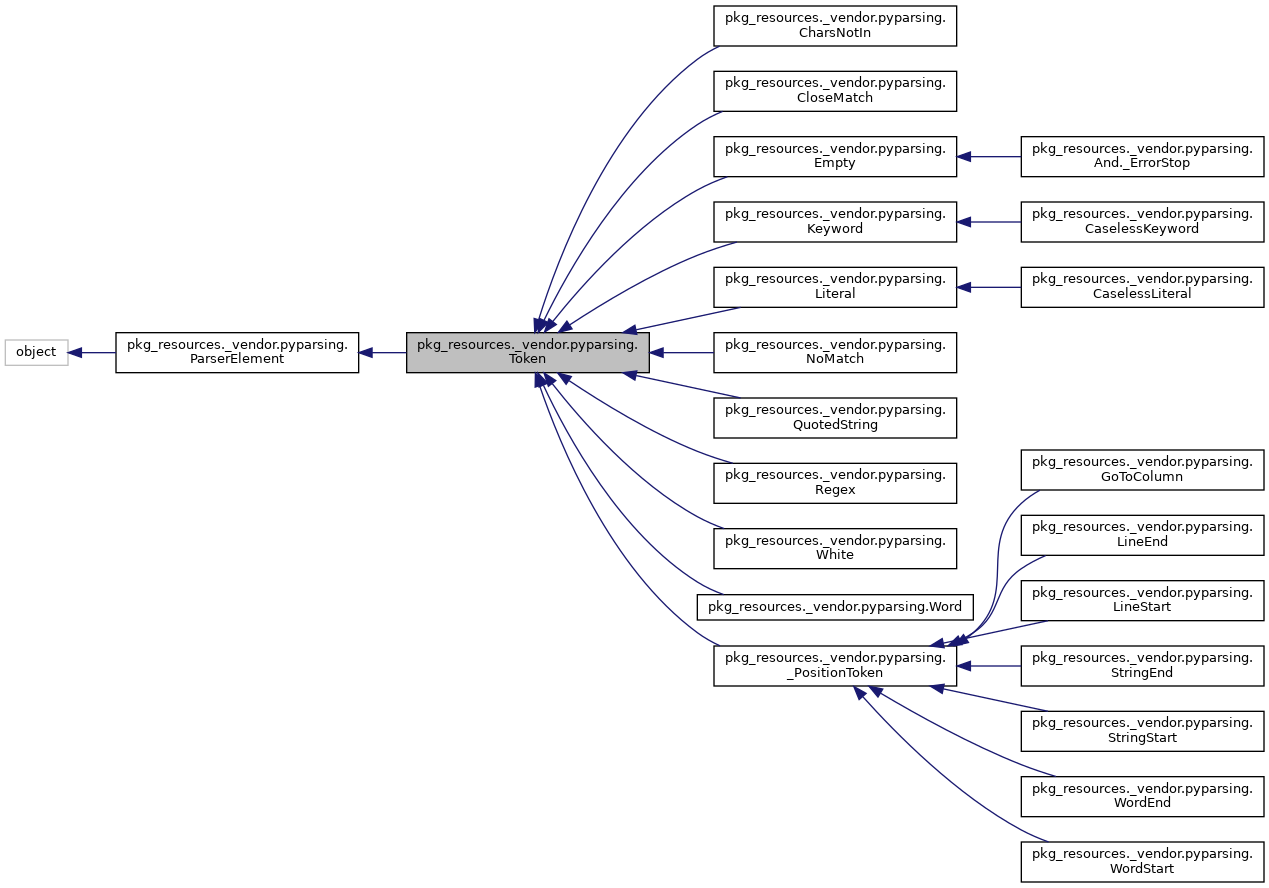 object
pkg_resources._vendor.pyparsing.
ParserElement
pkg_resources._vendor.pyparsing.
Token
pkg_resources._vendor.pyparsing.
CharsNotIn
pkg_resources._vendor.pyparsing.
CloseMatch
pkg_resources._vendor.pyparsing.
Empty
pkg_resources._vendor.pyparsing.
Keyword
pkg_resources._vendor.pyparsing.
Literal
pkg_resources._vendor.pyparsing.
NoMatch
pkg_resources._vendor.pyparsing.
QuotedString
pkg_resources._vendor.pyparsing.
Regex
pkg_resources._vendor.pyparsing.
White
pkg_resources._vendor.pyparsing.Word
pkg_resources._vendor.pyparsing.
_PositionToken
pkg_resources._vendor.pyparsing.
And._ErrorStop
pkg_resources._vendor.pyparsing.
CaselessKeyword
pkg_resources._vendor.pyparsing.
CaselessLiteral
pkg_resources._vendor.pyparsing.
GoToColumn
pkg_resources._vendor.pyparsing.
LineEnd
pkg_resources._vendor.pyparsing.
LineStart
pkg_resources._vendor.pyparsing.
StringEnd
pkg_resources._vendor.pyparsing.
StringStart
pkg_resources._vendor.pyparsing.
WordEnd
pkg_resources._vendor.pyparsing.
WordStart